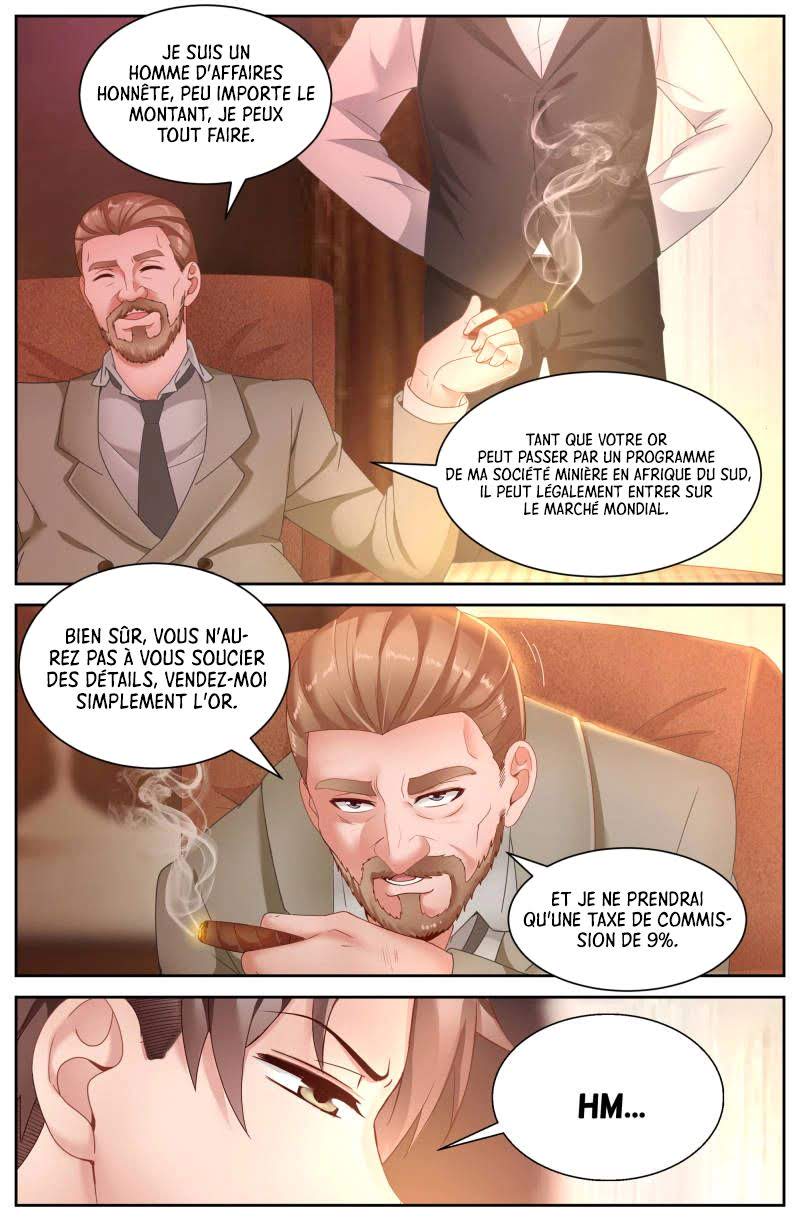 JE SUIS UN
HOMME D'AFFAIRES
HONNÊTE, PEU IMPORTE LE
MONTANT, JE PEUX
TOUT FAIRE.
TANT QUE VOTRE OR
PEUT PASSER PAR UN PROGRAMME
DE MA SOCIÉTÉ MINIÈRE EN AFRIQUE DU SUD,
IL PEUT LÉGALEMENT ENTRER SUR
LE MARCHÉ MONDIAL.
BIEN SÛR, VOUS N'AU-
REZ PAS À VOUS SOUCIER
DES DÉTAILS, VENDEZ-MOI
SIMPLEMENT L'OR.
ET JE NE PRENDRAI
QU'UNE TAXE DE COMMIS-
SION DE 9%.
HM...